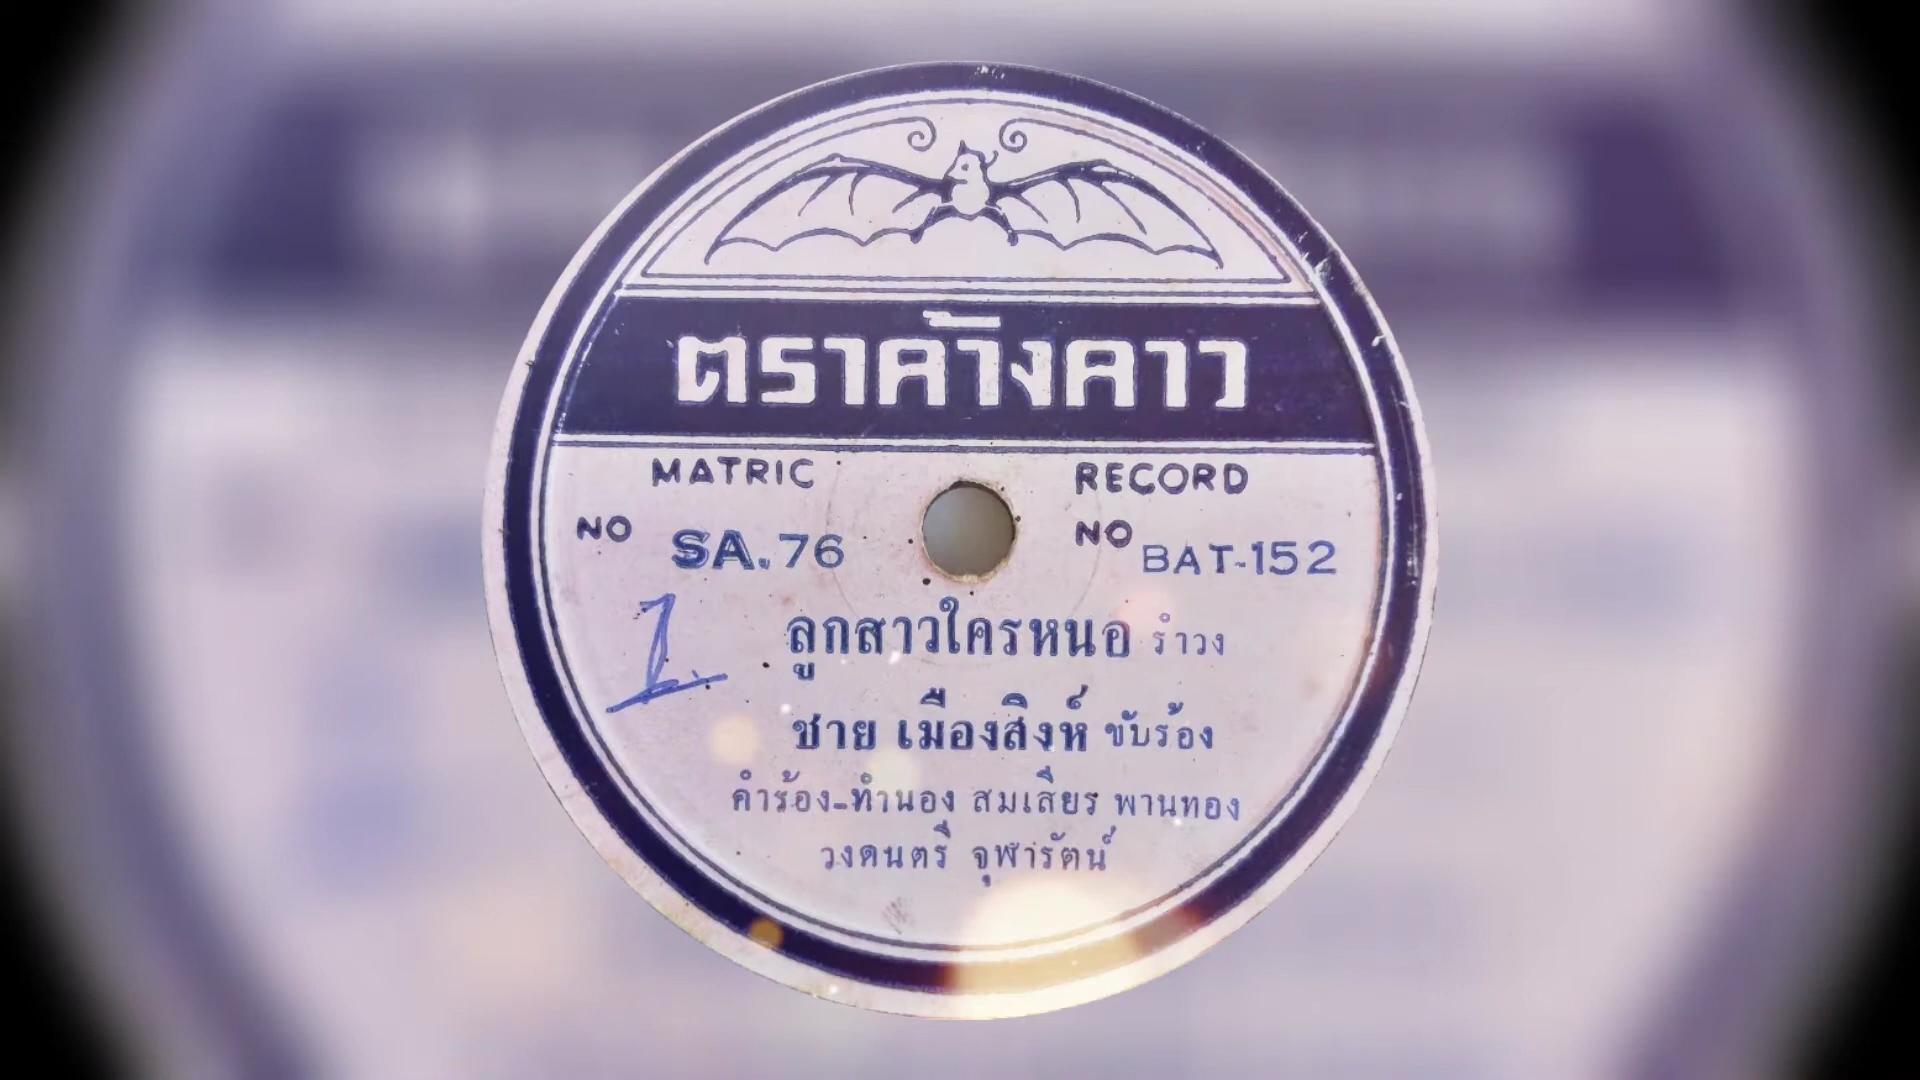 ตราค้างคาว
MATRIC RECORD
NO SA.76 NO BAT-152
1.
ลูกสาวใครหนอ รำวง
ชาย เมืองสิงห์ ขับร้อง
คำร้อง-ทำนอง สมเสียร พานทอง
วงดนตรี จุฬารัตน์